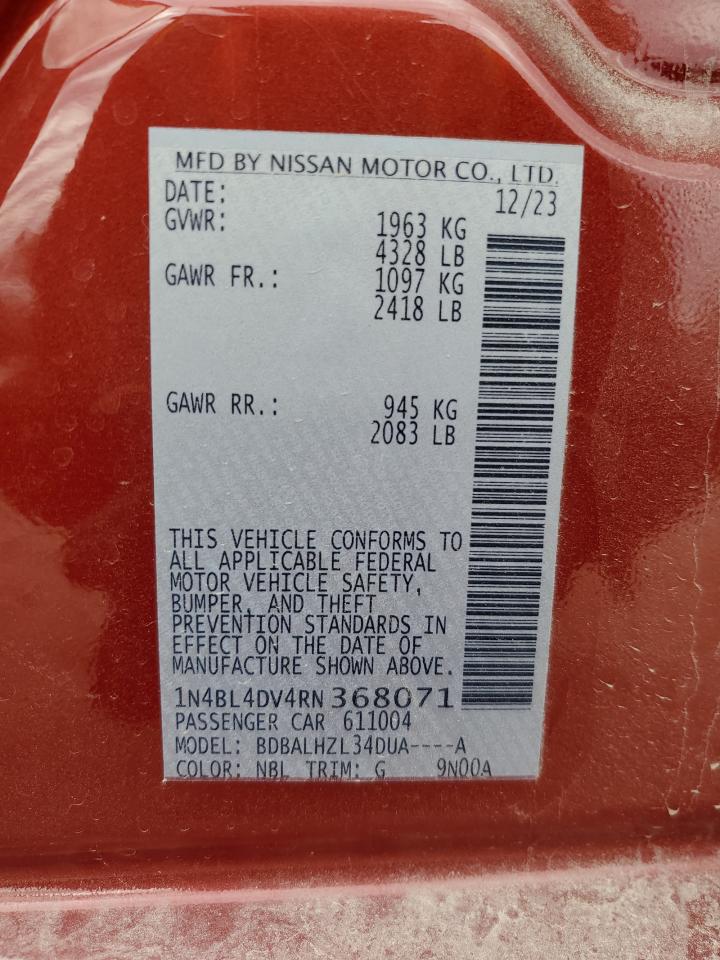 MFD BY NISSAN MOTOR CO., LTD.
DATE: 12/23
GVWR: 1963 KG
4328 LB
GAWR FR.: 1097 KG
2418 LB
GAWR RR.: 945 KG
2083 LB
THIS VEHICLE CONFORMS TO
ALL APPLICABLE FEDERAL
MOTOR VEHICLE SAFETY,
BUMPER, AND THEFT
PREVENTION STANDARDS IN
EFFECT ON THE DATE OF
MANUFACTURE SHOWN ABOVE.
1N4BL4DV4RN368071
PASSENGER CAR 611004
MODEL: BDBALHZL34DUA----A
COLOR: NBL TRIM: G 9N00A